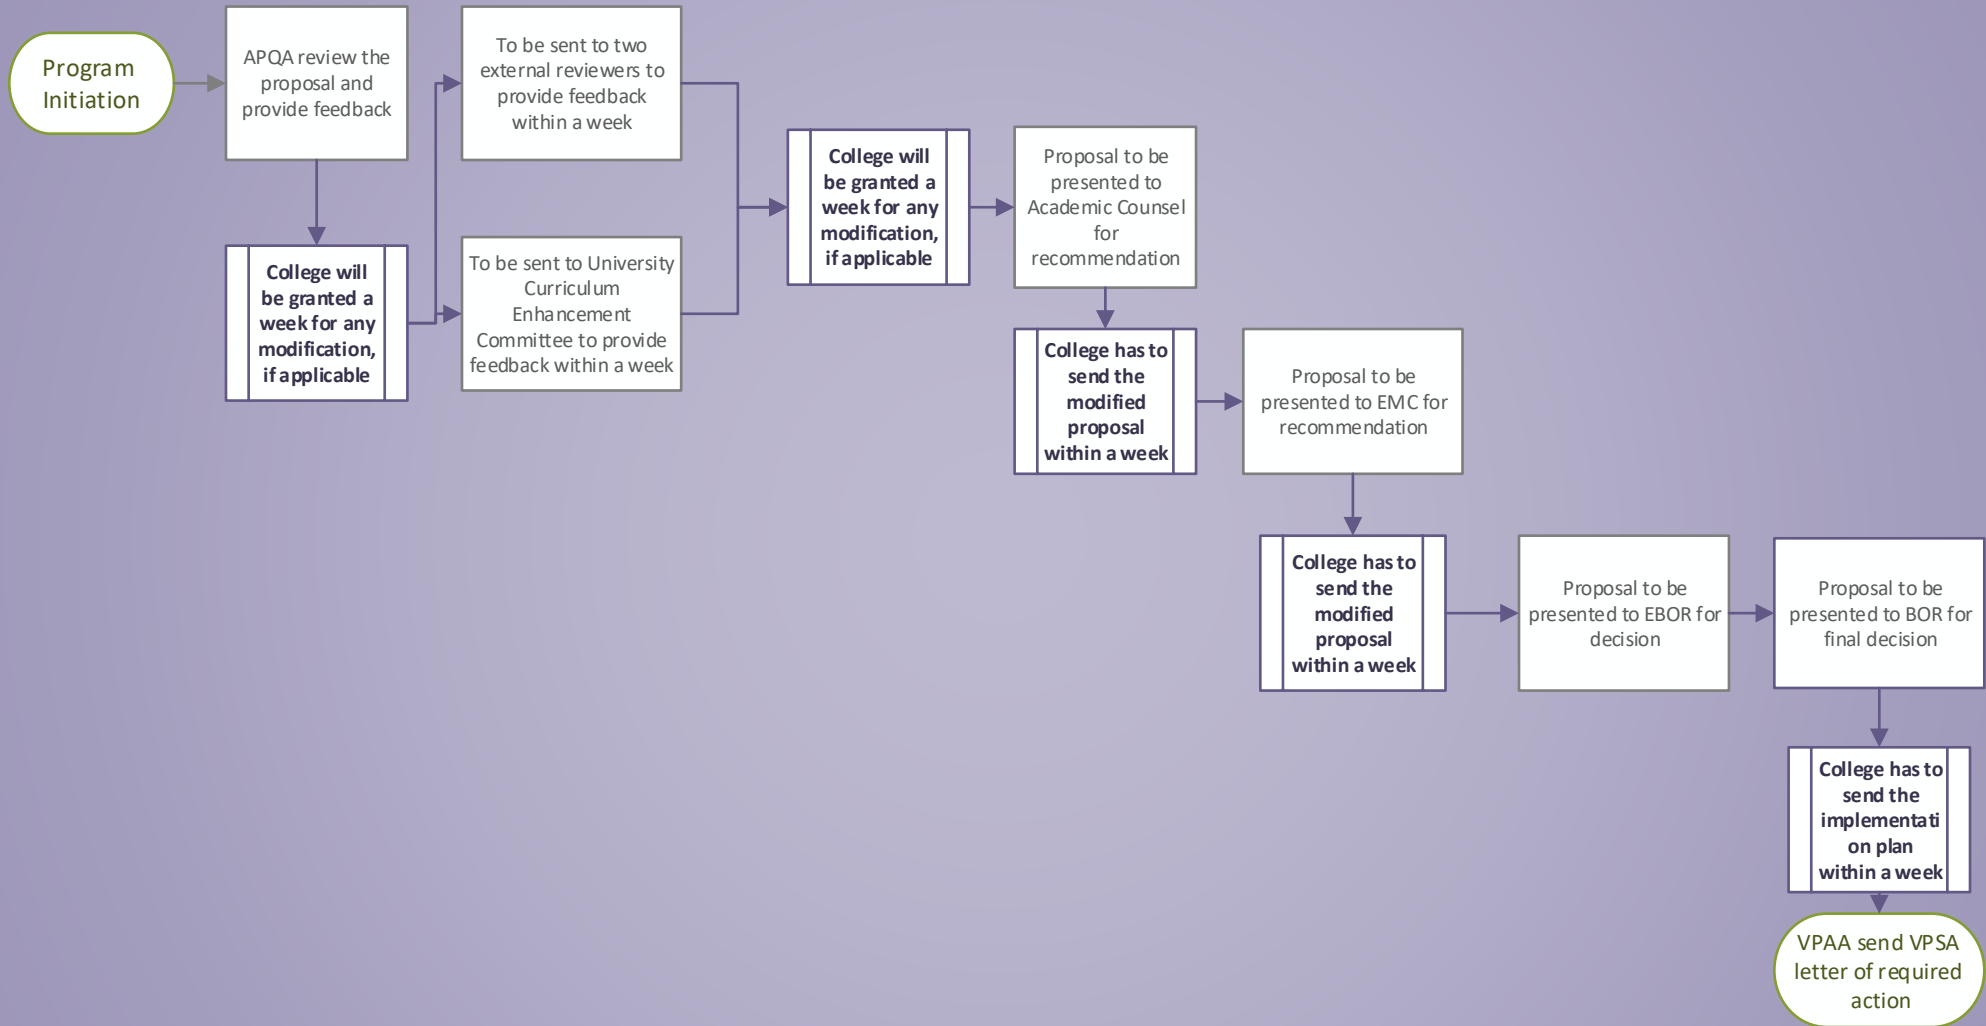 Program
Initiation
APQA review the
proposal and
provide feedback
To be sent to two
external reviewers to
provide feedback
within a week
College will
be granted a
week for any
modification,
if applicable
To be sent to University
Curriculum
Enhancement
Committee to provide
feedback within a week
College will
be granted a
week for any
modification,
if applicable
Proposal to be
presented to
Academic Counsel
for
recommendation
College has to
send the
modified
proposal
within a week
Proposal to be
presented to EMC for
recommendation
College has to
send the
modified
proposal
within a week
Proposal to be
presented to EBOR for
decision
Proposal to be
presented to BOR for
final decision
College has to
send the
implementati
on plan
within a week
VPAA send VPSA
letter of required
action